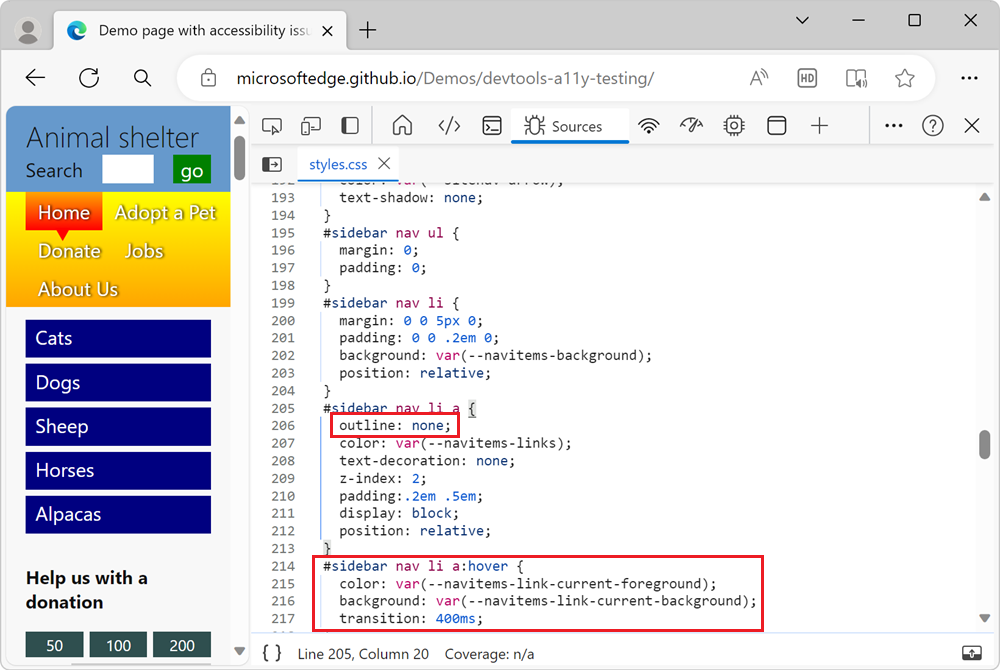 Demo page with accessibility issu
microsoftedge.github.io/Demos/devtools-a11y-testing/
A
HD
Animal shelter
Search
go
Home
Adopt a Pet
Donate
Jobs
About Us
Cats
Dogs
Sheep
Horses
Alpacas
Help us with a
donation
50
100
200
Sources
styles.css
192
193 text-shadow: none;
194 }
195 #sidebar nav ul {
196 margin: 0;
197 padding: 0;
198 }
199 #sidebar nav li {
200 margin: 0 0 5px 0;
201 padding: 0 0 .2em 0;
202 background: var(--navitems-background);
203 position: relative;
204 }
205 #sidebar nav li a {
206 outline: none;
207 color: var(--navitems-links);
208 text-decoration: none;
209 z-index: 2;
210 padding:.2em .5em;
211 display: block;
212 position: relative;
213 }
214 #sidebar nav li a:hover {
215 color: var(--navitems-link-current-foreground);
216 background: var(--navitems-link-current-background);
217 transition: 400ms;
{ } Line 205, Column 20 Coverage: n/a